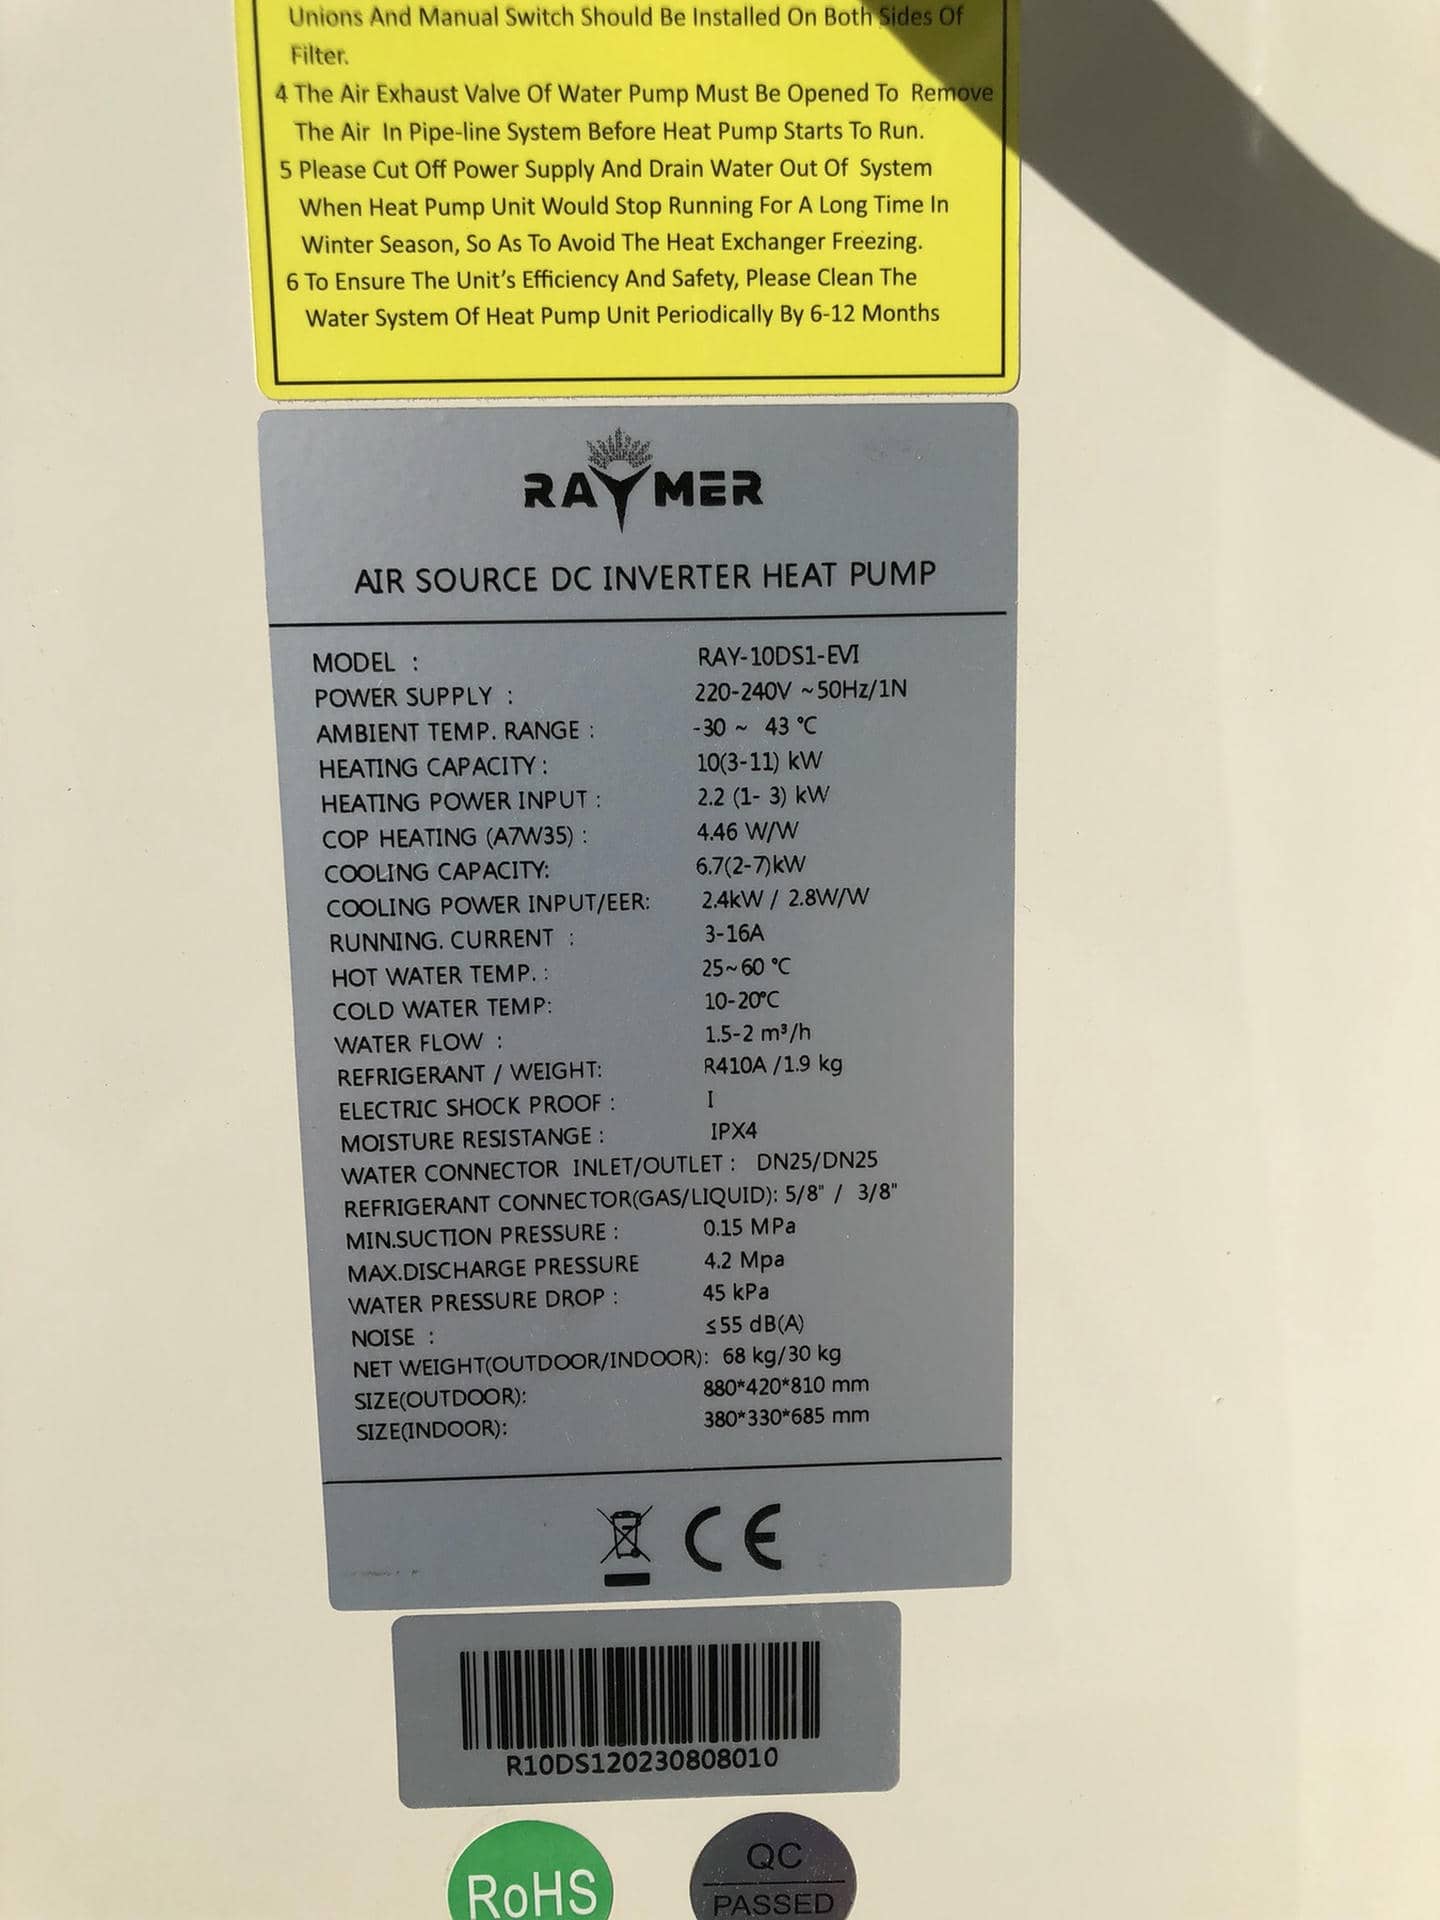 Unions And Manual Switch Should Be Installed On Both Sides Of
Filter.
4 The Air Exhaust Valve Of Water Pump Must Be Opened To Remove
The Air In Pipe-line System Before Heat Pump Starts To Run.
5 Please Cut Off Power Supply And Drain Water Out Of System
When Heat Pump Unit Would Stop Running For A Long Time In
Winter Season, So As To Avoid The Heat Exchanger Freezing.
6 To Ensure The Unit's Efficiency And Safety, Please Clean The
Water System Of Heat Pump Unit Periodically By 6-12 Months
RAYMER
AIR SOURCE DC INVERTER HEAT PUMP
MODEL : RAY-10DS1-EVI
POWER SUPPLY : 220-240V ~50Hz/1N
AMBIENT TEMP. RANGE : -30 ~ 43 ℃
HEATING CAPACITY : 10(3-11) kW
HEATING POWER INPUT : 2.2 (1- 3) kW
COP HEATING (A7W35) : 4.46 W/W
COOLING CAPACITY: 6.7(2-7)kW
COOLING POWER INPUT/EER: 2.4kW / 2.8W/W
RUNNING. CURRENT : 3-16A
HOT WATER TEMP. : 25~60 ℃
COLD WATER TEMP: 10-20℃
WATER FLOW : 1.5-2 m³/h
REFRIGERANT / WEIGHT: R410A /1.9 kg
ELECTRIC SHOCK PROOF : I
MOISTURE RESISTANGE : IPX4
WATER CONNECTOR INLET/OUTLET : DN25/DN25
REFRIGERANT CONNECTOR(GAS/LIQUID): 5/8" / 3/8"
MIN.SUCTION PRESSURE : 0.15 MPa
MAX.DISCHARGE PRESSURE 4.2 Mpa
WATER PRESSURE DROP : 45 kPa
NOISE : ≤55 dB(A)
NET WEIGHT(OUTDOOR/INDOOR): 68 kg/30 kg
SIZE(OUTDOOR): 880*420*810 mm
SIZE(INDOOR): 380*330*685 mm
CE
R10DS120230808010
RoHS
QC
PASSED